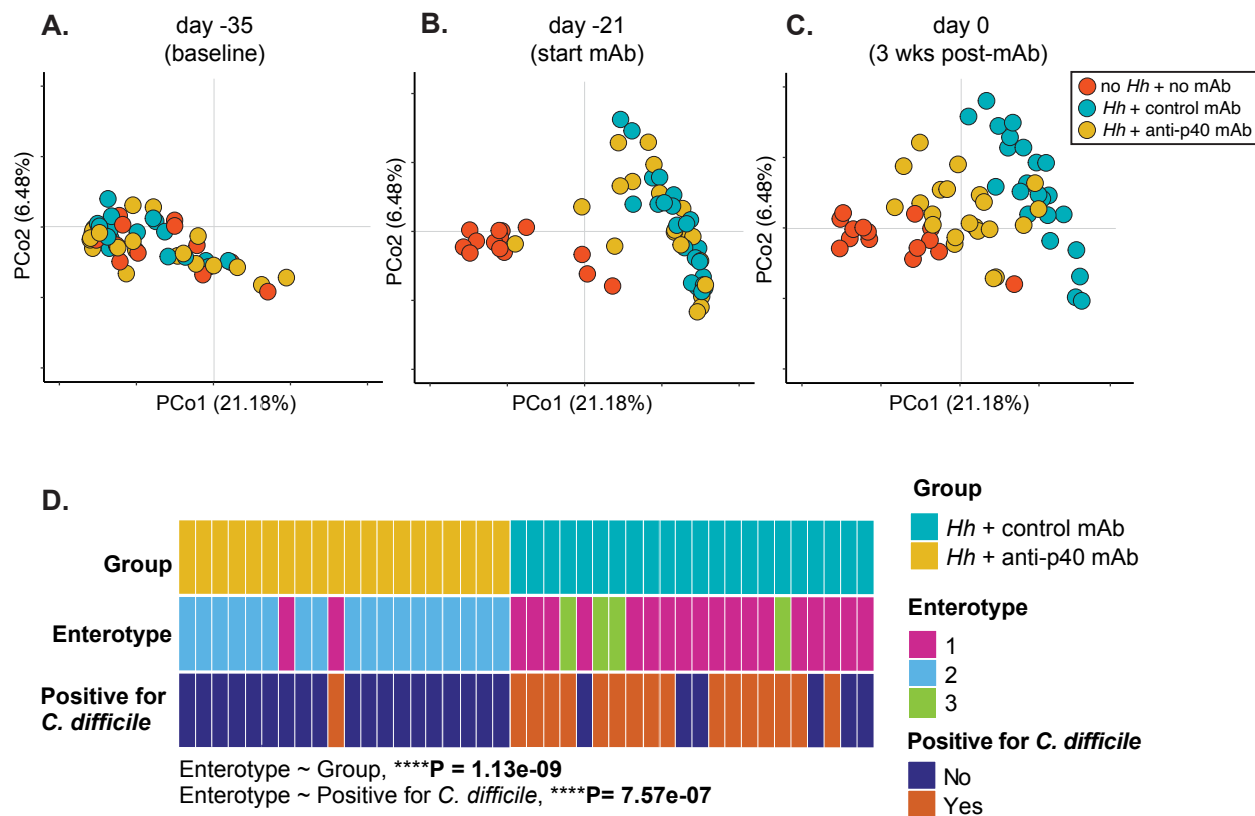 A.
day -35
(baseline)
B.
day -21
(start mAb)
C.
day 0
(3 wks post-mAb)
no Hh + no mAb
Hh + control mAb
Hh + anti-p40 mAb
PCo2 (6.48%)
PCo1 (21.18%)
PCo2 (6.48%)
PCo1 (21.18%)
PCo2 (6.48%)
PCo1 (21.18%)
D.
Group
Enterotype
Positive for
C. difficile
Enterotype ~ Group, ****P = 1.13e-09
Enterotype ~ Positive for C. difficile, ****P= 7.57e-07
Group
Hh + control mAb
Hh + anti-p40 mAb
Enterotype
1
2
3
Positive for C. difficile
No
Yes